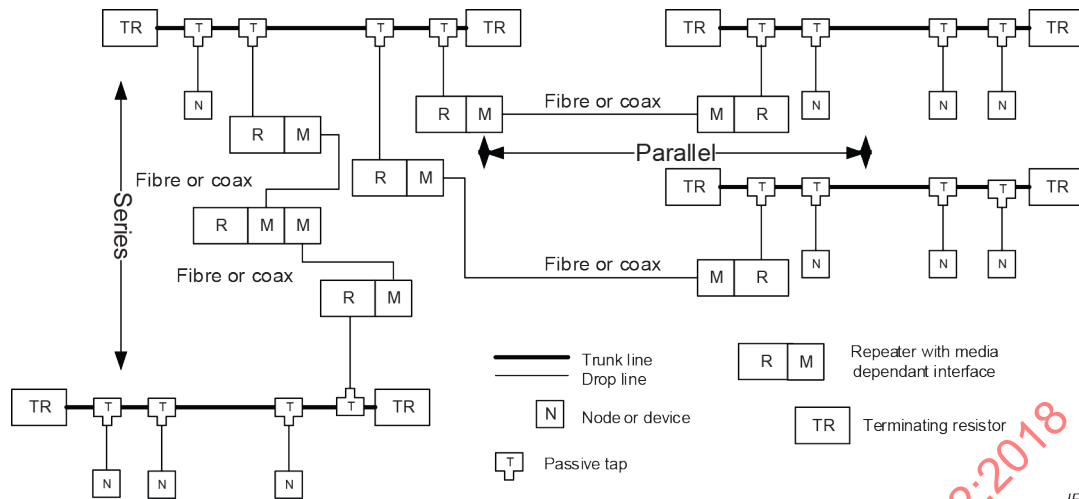 TR T T T T TR
TR T T T T TR
N
N N N
R M
Fibre or coax
M R
R M
Parallel
Fibre or coax
R M
TR T T T T TR
Series
R M M
N N N
Fibre or coax
Fibre or coax
M R
R M
Trunk line
Drop line
R M
Repeater with media
dependant interface
TR T T T T TR
N
Node or device
TR
Terminating resistor
T
Passive tap
N N N
2:2018